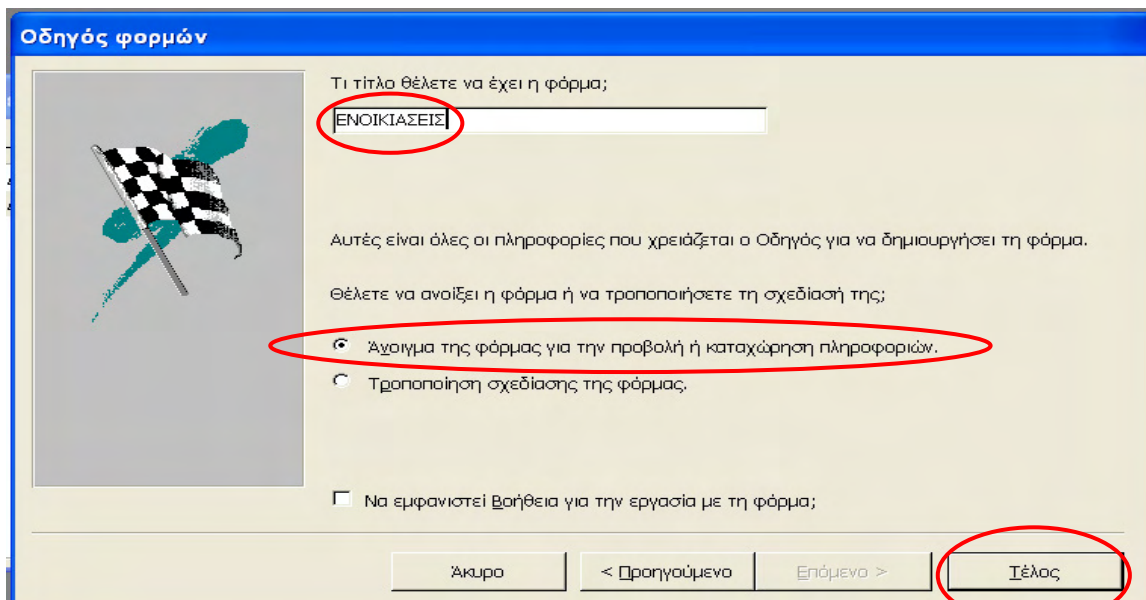 Οδηγός φορμών
Τι τίτλο θέλετε να έχει η φόρμα;
ΕΝΟΙΚΙΑΣΕΙΣ
Αυτές είναι όλες οι πληροφορίες που χρειάζεται ο Οδηγός για να δημιουργήσει τη φόρμα.
Θέλετε να ανοίξει η φόρμα ή να τροποποιήσετε τη σχεδίασή της;
Άνοιγμα της φόρμας για την προβολή ή καταχώρηση πληροφοριών.
Τροποποίηση σχεδίασης της φόρμας.
Να εμφανιστεί Βοήθεια για την εργασία με τη φόρμα;
Άκυρο
< Προηγούμενο
Επόμενο >
Τέλος